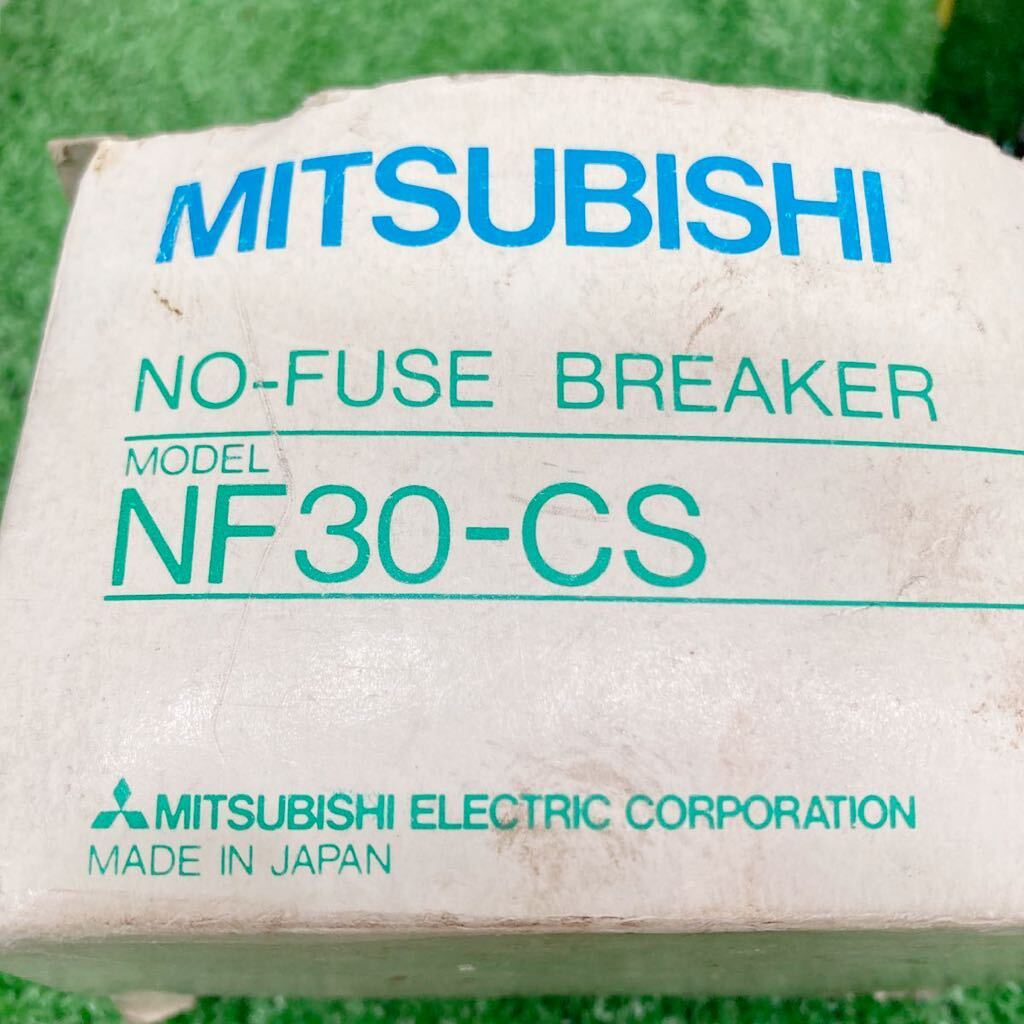 MITSUBISHI
NO-FUSE BREAKER
MODEL
NF30-CS
MITSUBISHI ELECTRIC CORPORATION
MADE IN JAPAN